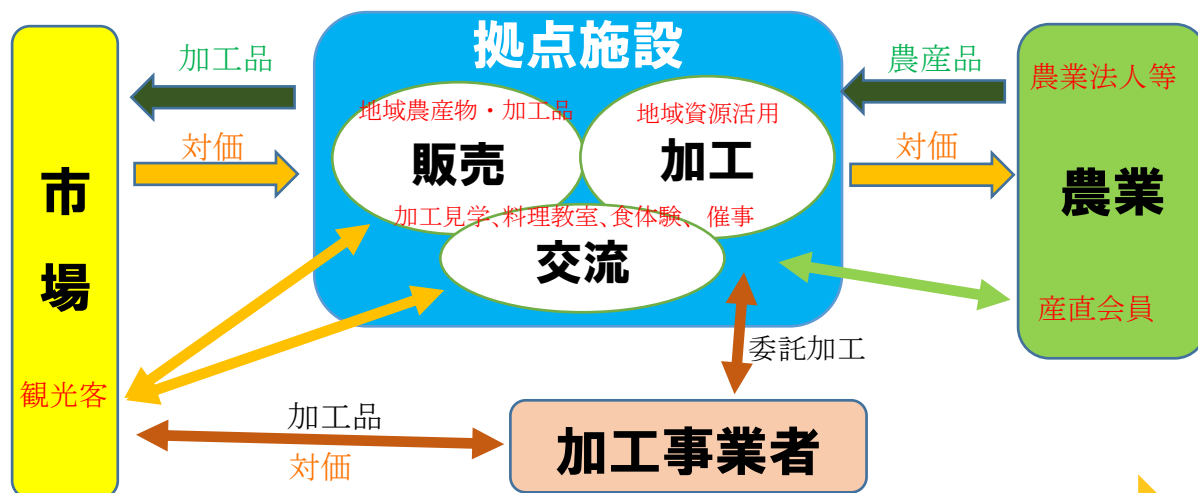 拠点施設
加工品
農産品
農業法人等
地域農産物・加工品
地域資源活用
対価
販売
加工
対価
市場
農業
加工見学、料理教室、食体験、催事
交流
産直会員
委託加工
観光客
加工品
対価
加工事業者